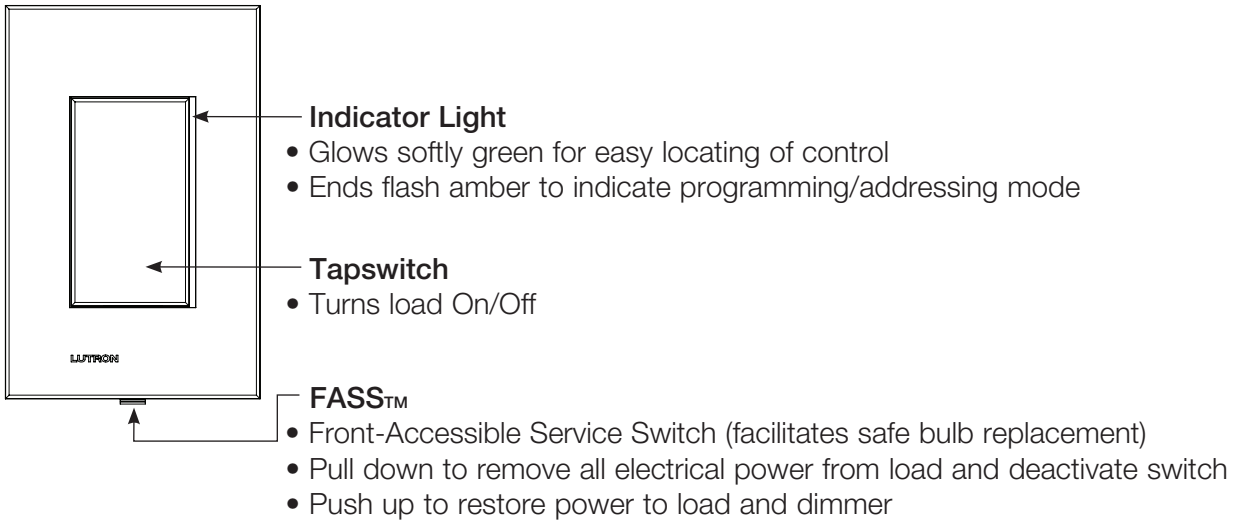 Indicator Light
• Glows softly green for easy locating of control
• Ends flash amber to indicate programming/addressing mode
Tapswitch
• Turns load On/Off
LUTRON
FASS™
• Front-Accessible Service Switch (facilitates safe bulb replacement)
• Pull down to remove all electrical power from load and deactivate switch
• Push up to restore power to load and dimmer